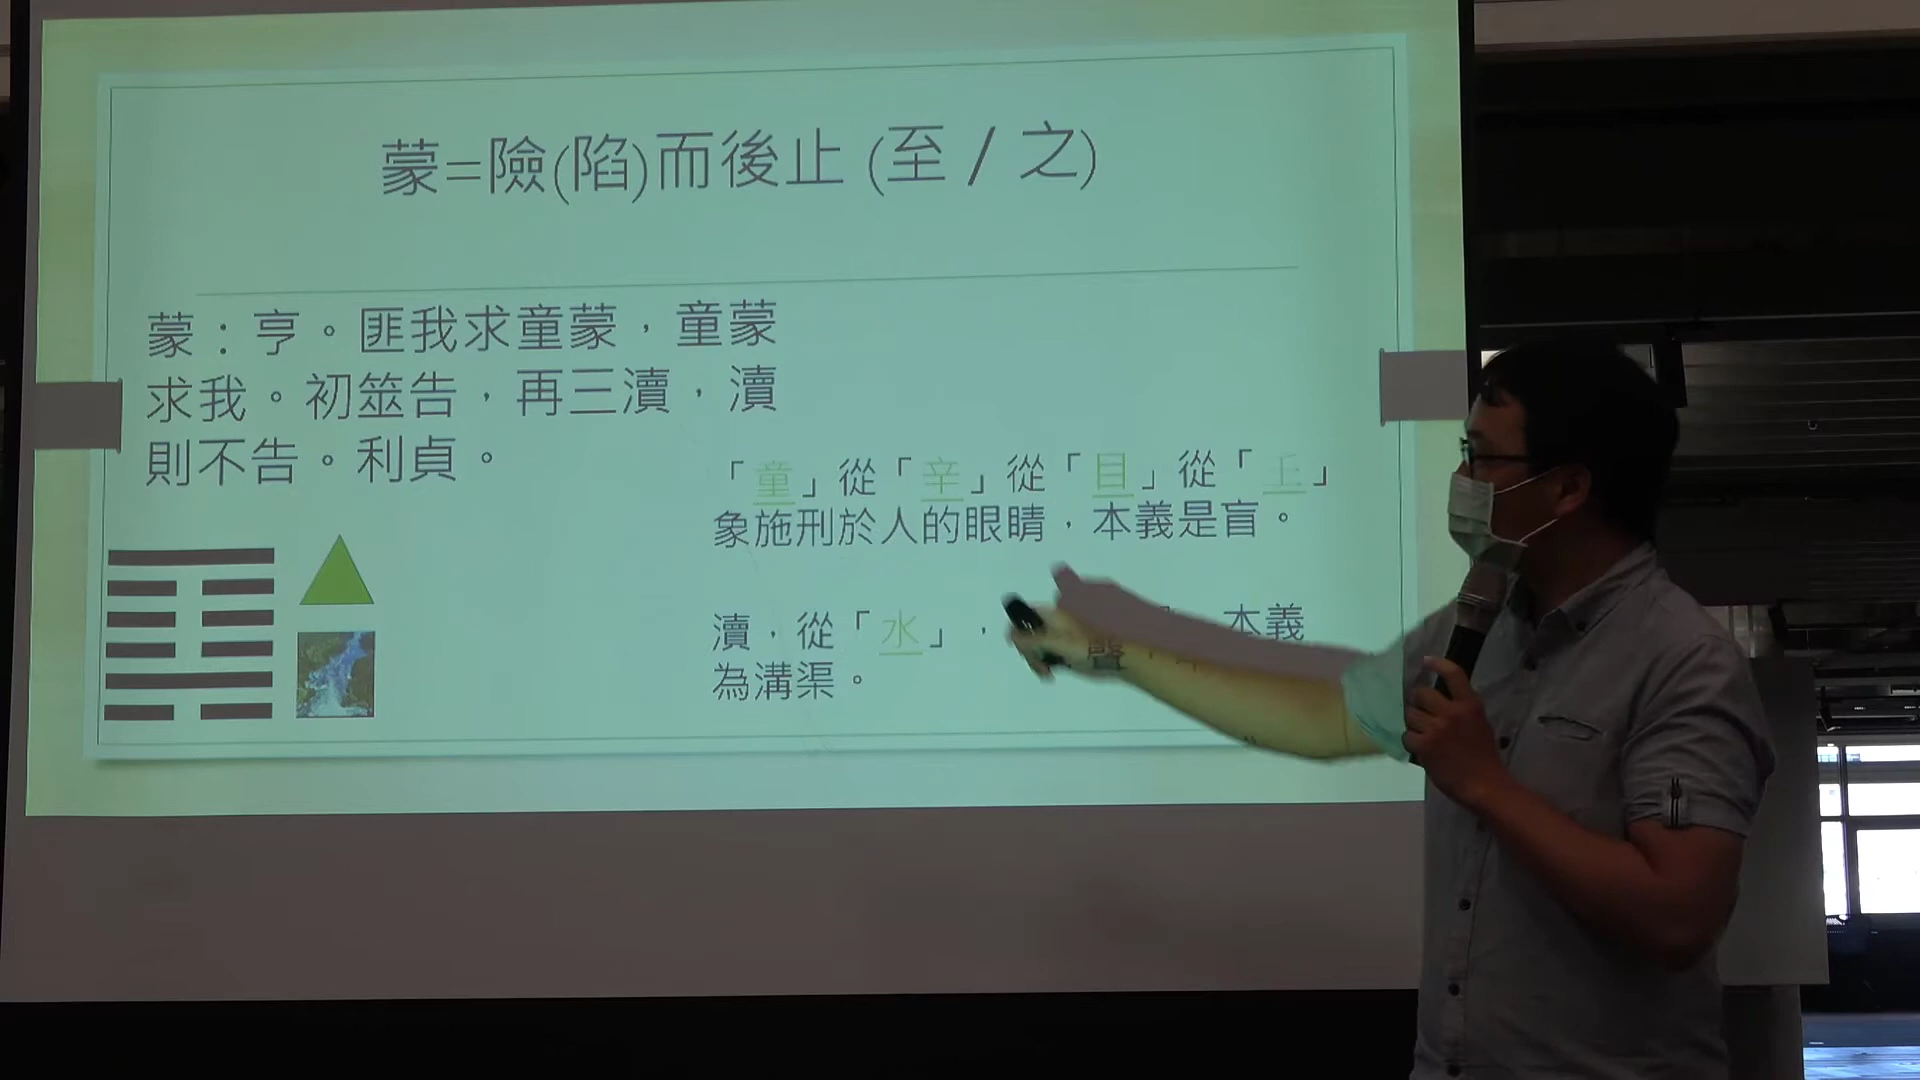 蒙=險(陷)而後止 (至 / 之)
蒙：亨。匪我求童蒙，童蒙
求我。初筮告，再三瀆，瀆
則不告。利貞。
「童」從「辛」從「目」從「𡈼」
象施刑於人的眼睛，本義是盲。
瀆，從「水」，聲，本義
為溝渠。